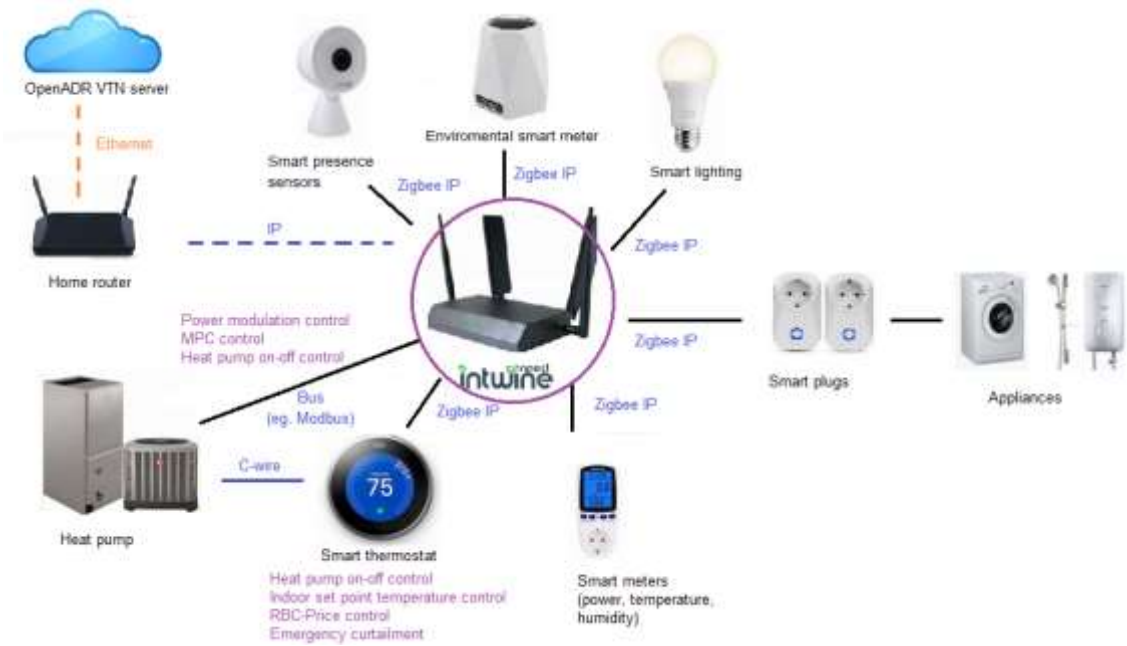 OpenADR VTN server
Ethernet
Home router
IP
Smart presence
sensors
Zigbee IP
Enviromental smart meter
Zigbee IP
Smart lighting
Zigbee IP
Power modulation control
MPC control
Heat pump on-off control
connect
intwine
Zigbee IP
Smart plugs
Appliances
Bus
(eg. Modbus)
Zigbee IP
Zigbee IP
C-wire
75
Heat pump
Smart thermostat
Heat pump on-off control
Indoor set point temperature control
RBC-Price control
Emergency curtailment
Smart meters
(power, temperature,
humidity)